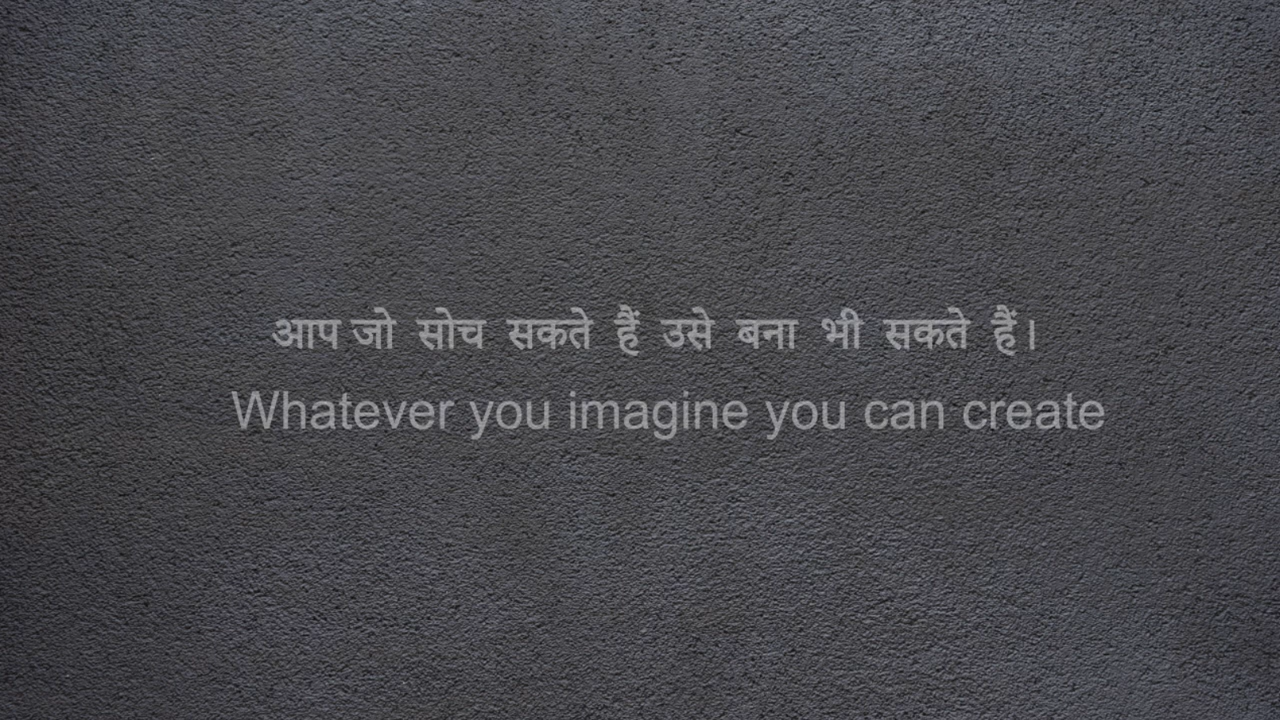 आप जो सोच सकते हैं उसे बना भी सकते हैं।
Whatever you imagine you can create